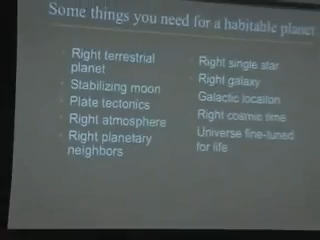 Some things you need for a habitable planet
Right terrestrial
planet
Stabilizing moon
Plate tectonics
Right atmosphere
Right planetary
neighbors
Right single star
Right galaxy
Galactic location
Right cosmic time
Universe fine-tuned
for life